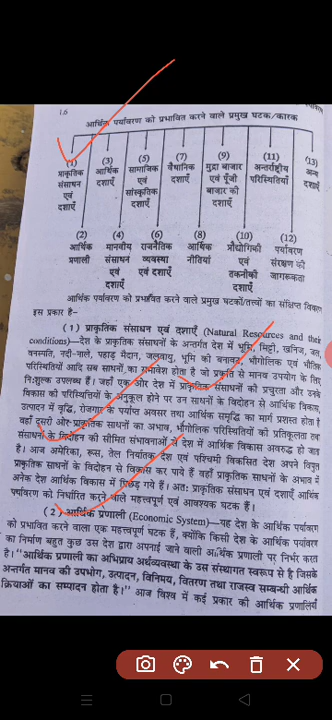 1.6
आर्थिक पर्यावरण को प्रभावित करने वाले प्रमुख घटक/कारक
(1) प्राकृतिक संसाधन एवं दशाएँ
(3) आर्थिक दशाएँ
(5) सामाजिक एवं सांस्कृतिक दशाएँ
(7) वैधानिक दशाएँ
(9) मुद्रा बाजार एवं पूँजी बाजार की दशाएँ
(11) अन्तर्राष्ट्रीय परिस्थितियाँ
(13) अन्य दशाएँ
(2) आर्थिक प्रणाली
(4) मानवीय संसाधन एवं दशाएँ
(6) राजनैतिक व्यवस्था एवं दशाएँ
(8) आर्थिक नीतियां
(10) प्रौद्योगिकी एवं तकनीकी दशाएँ
(12) पर्यावरण संरक्षण की जागरूकता
आर्थिक पर्यावरण को प्रभावित करने वाले प्रमुख घटकों/तत्त्वों का संक्षिप्त
इस प्रकार है–
(1) प्राकृतिक संसाधन एवं दशाएँ (Natural Resources and their
conditions)–देश के प्राकृतिक संसाधनों के अन्तर्गत देश में भूमि, मिट्टी, खनिज, जल,
वनस्पति, नदी-नाले, पहाड़ मैदान, जलवायु, भूमि की बनावट, भौगोलिक एवं भौतिक
परिस्थितियाँ आदि सब साधनों का समावेश होता है जो प्रकृति से मानव उपयोग के लिए
निःशुल्क उपलब्ध हैं। जहाँ एक ओर देश में प्राकृतिक संसाधनों की प्रचुरता और उनके
विकास की परिस्थितियों के अनुकूल होने पर उन साधनों के विदोहन से आर्थिक विकास,
उत्पादन में वृद्धि, रोजगार के पर्याप्त अवसर तथा आर्थिक समृद्धि का मार्ग प्रशस्त होता है
वहाँ दूसरी ओर प्राकृतिक साधनों का अभाव, भौगोलिक परिस्थितियों की प्रतिकूलता तथा
संसाधनों के विदोहन की सीमित संभावनाओं से देश में आर्थिक विकास अवरुद्ध हो जाता
है। आज अमेरिका, रूस, तेल निर्यातक देश एवं पश्चिमी विकसित देश अपने विपुल
प्राकृतिक साधनों के विदोहन से विकास कर पाये हैं वहाँ प्राकृतिक साधनों के अभाव में
अनेक देश आर्थिक विकास में पिछड़ गये हैं। अतः प्राकृतिक संसाधन एवं दशाएँ आर्थिक
पर्यावरण को निर्धारित करने वाले महत्त्वपूर्ण एवं आवश्यक घटक हैं।
(2) आर्थिक प्रणाली (Economic System)–यह देश के आर्थिक पर्यावरण
को प्रभावित करने वाला एक महत्त्वपूर्ण घटक है, क्योंकि किसी देश के आर्थिक पर्यावरण
का निर्माण बहुत कुछ उस देश द्वारा अपनाई जाने वाली आर्थिक प्रणाली पर निर्भर करता
है। "आर्थिक प्रणाली का अभिप्राय अर्थव्यवस्था के उस संस्थागत स्वरूप से है जिसके
अन्तर्गत मानव की उपभोग, उत्पादन, विनिमय, वितरण तथा राजस्व सम्बन्धी आर्थिक
क्रियाओं का सम्पादन होता है।" आज विश्व में कई प्रकार की आर्थिक प्रणालियाँ